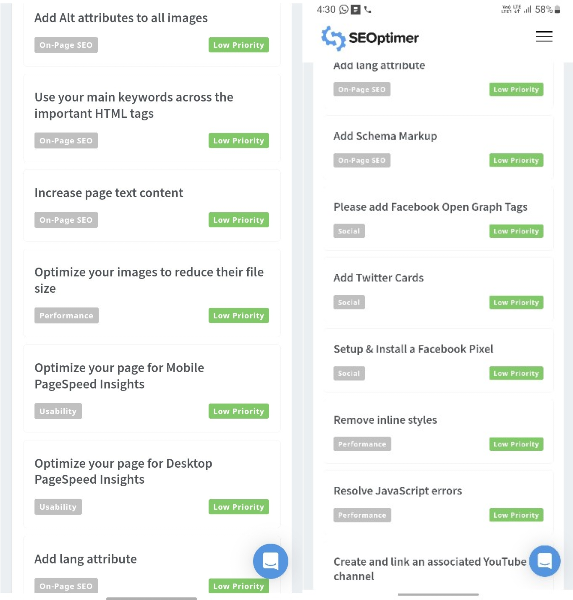 Add Alt attributes to all images
On-Page SEO
Low Priority
Use your main keywords across the
important HTML tags
On-Page SEO
Low Priority
Increase page text content
On-Page SEO
Low Priority
Optimize your images to reduce their file
size
Performance
Low Priority
Optimize your page for Mobile
PageSpeed Insights
Usability
Low Priority
Optimize your page for Desktop
PageSpeed Insights
Usability
Low Priority
Add lang attribute
On-Page SEO
Low Priority
4:30
58%
SEOptimer
Add lang attribute
On-Page SEO
Low Priority
Add Schema Markup
On-Page SEO
Low Priority
Please add Facebook Open Graph Tags
Social
Low Priority
Add Twitter Cards
Social
Low Priority
Setup & Install a Facebook Pixel
Social
Low Priority
Remove inline styles
Performance
Low Priority
Resolve JavaScript errors
Performance
Low Priority
Create and link an associated YouTube
channel